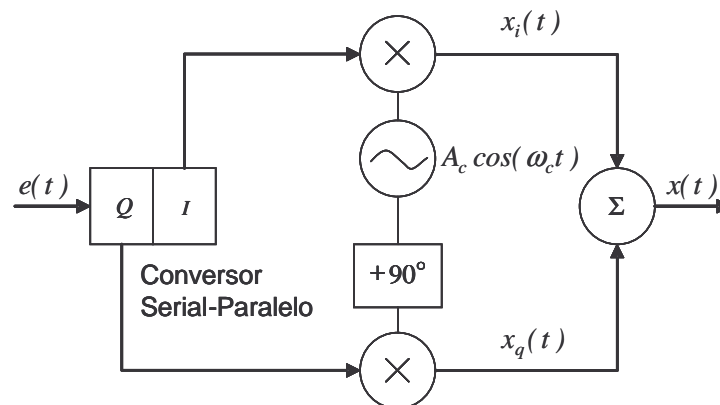 x_i(t)
×
e(t)
Q I
A_c cos(ω_c t)
Σ
x(t)
Conversor
Serial-Paralelo
+90°
x_q(t)
×